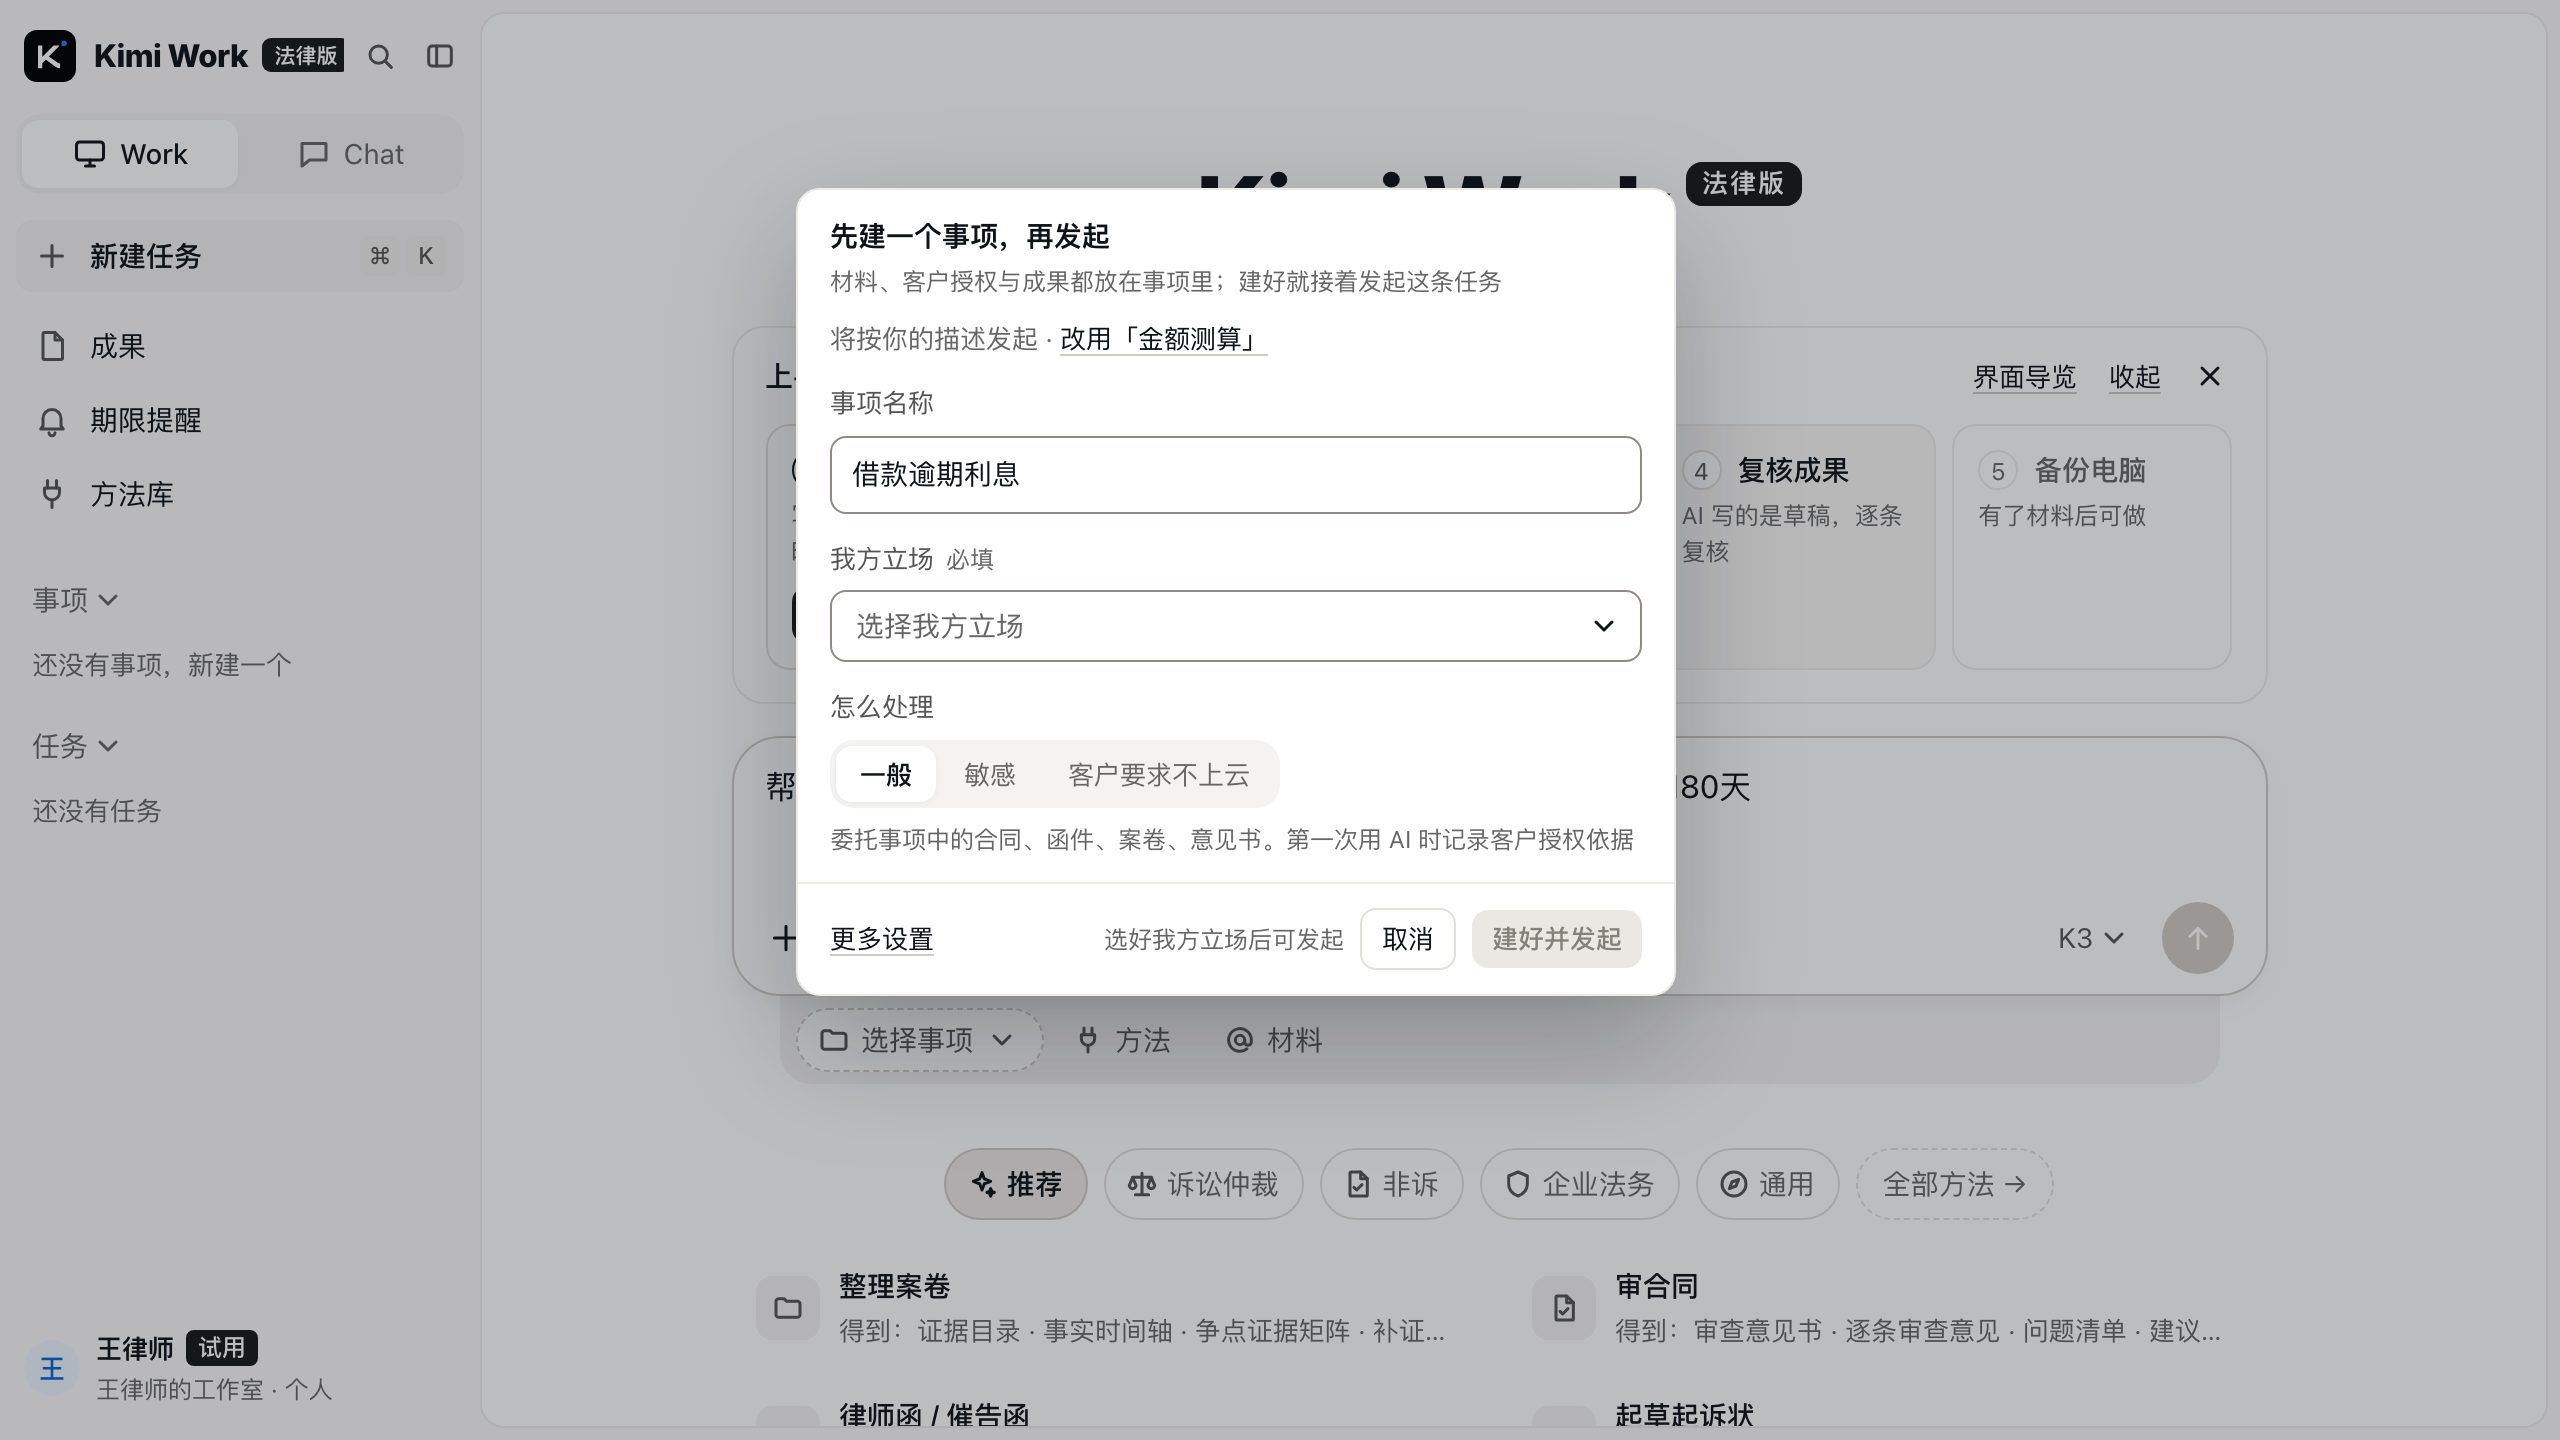 Kimi Work 法律版
Work
Chat
新建任务 ⌘ K
成果
期限提醒
方法库
事项
还没有事项，新建一个
任务
还没有任务
王 王律师 试用
王律师的工作室 · 个人
法律版
界面导览 收起
4 复核成果
AI 写的是草稿，逐条
复核
5 备份电脑
有了材料后可做
帮
80天
先建一个事项，再发起
材料、客户授权与成果都放在事项里；建好就接着发起这条任务
将按你的描述发起 · 改用「金额测算」
事项名称
借款逾期利息
我方立场 必填
选择我方立场
怎么处理
一般 敏感 客户要求不上云
委托事项中的合同、函件、案卷、意见书。第一次用 AI 时记录客户授权依据
更多设置 选好我方立场后可发起 取消 建好并发起
K3
选择事项 方法 材料
推荐 诉讼仲裁 非诉 企业法务 通用 全部方法 →
整理案卷
得到：证据目录 · 事实时间轴 · 争点证据矩阵 · 补证...
审合同
得到：审查意见书 · 逐条审查意见 · 问题清单 · 建议...
律师函 / 催告函
起草起诉状